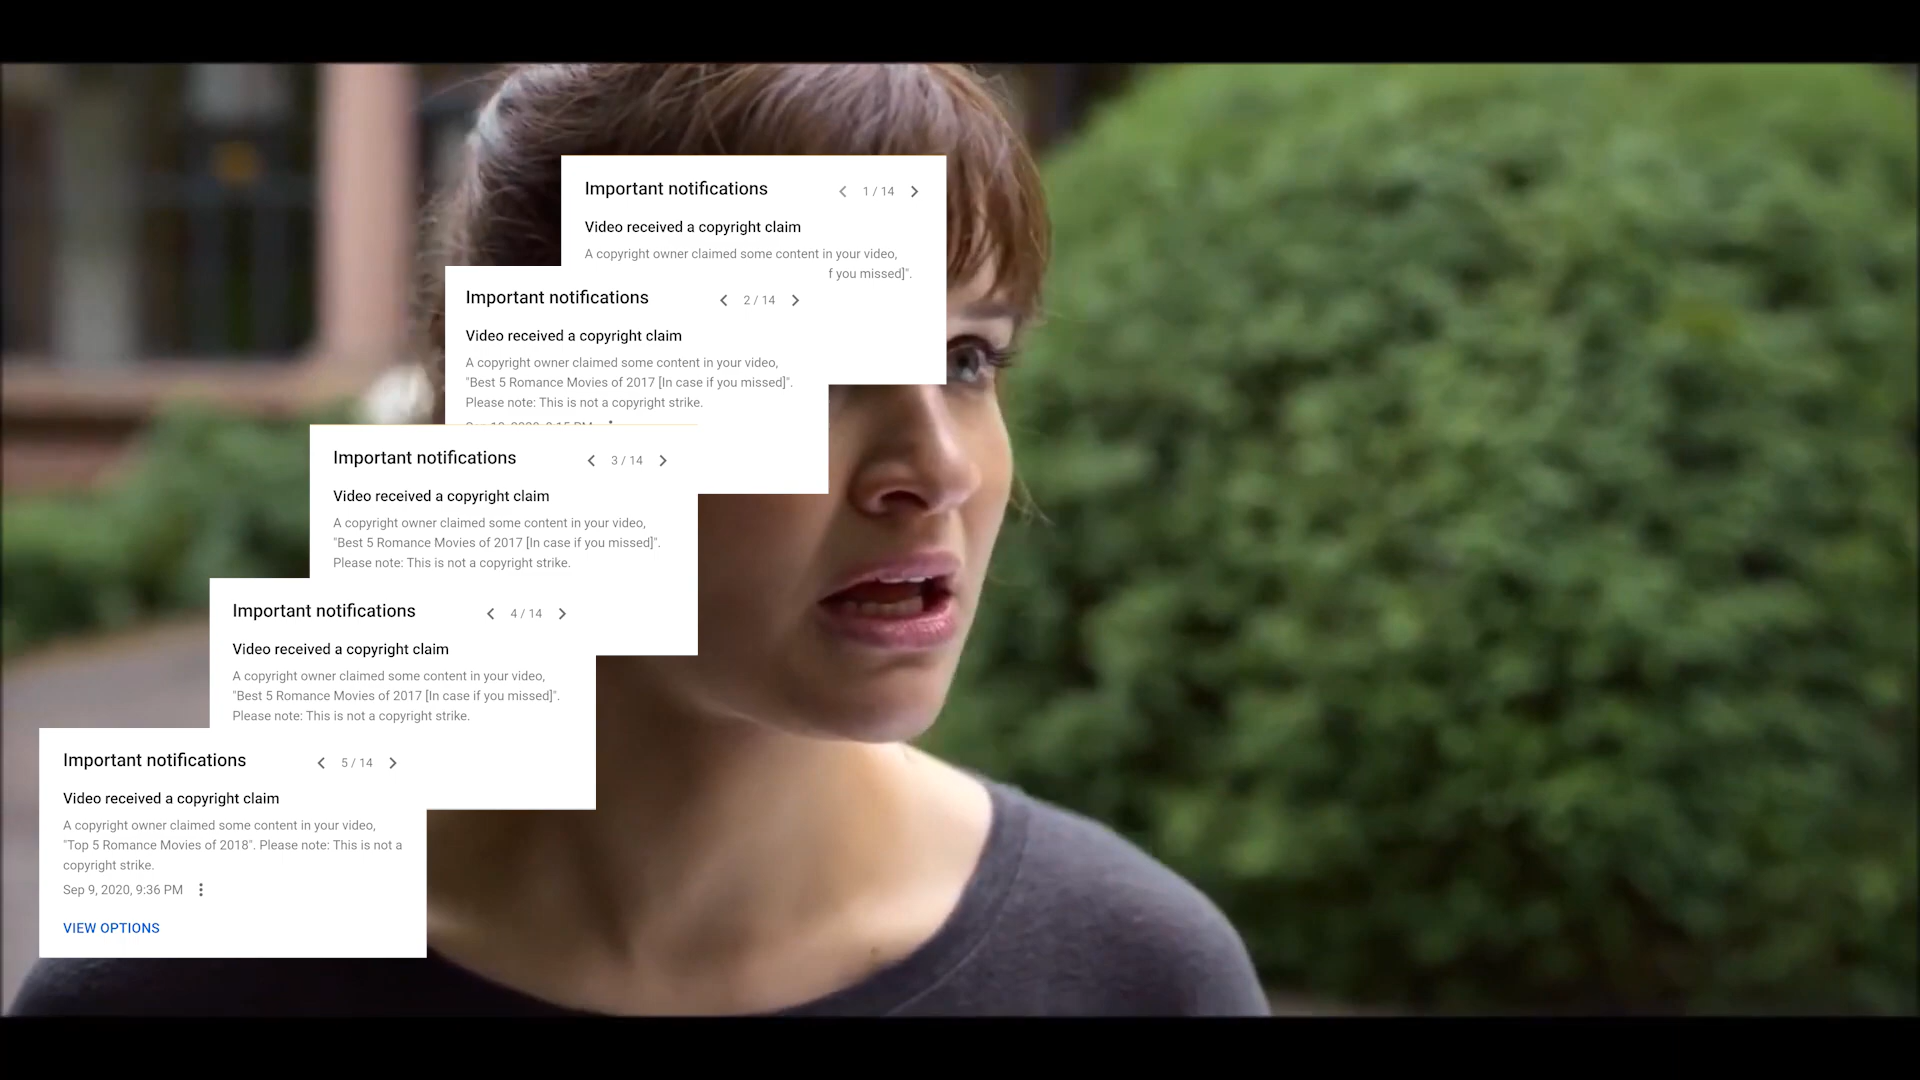 Important notifications
1 / 14
Video received a copyright claim
A copyright owner claimed some content in your video,
f you missed]".
Important notifications
2 / 14
Video received a copyright claim
A copyright owner claimed some content in your video,
"Best 5 Romance Movies of 2017 [In case if you missed]".
Please note: This is not a copyright strike.
Important notifications
3 / 14
Video received a copyright claim
A copyright owner claimed some content in your video,
"Best 5 Romance Movies of 2017 [In case if you missed]".
Please note: This is not a copyright strike.
Important notifications
4 / 14
Video received a copyright claim
A copyright owner claimed some content in your video,
"Best 5 Romance Movies of 2017 [In case if you missed]".
Please note: This is not a copyright strike.
Important notifications
5 / 14
Video received a copyright claim
A copyright owner claimed some content in your video,
"Top 5 Romance Movies of 2018". Please note: This is not a
copyright strike.
Sep 9, 2020, 9:36 PM
VIEW OPTIONS